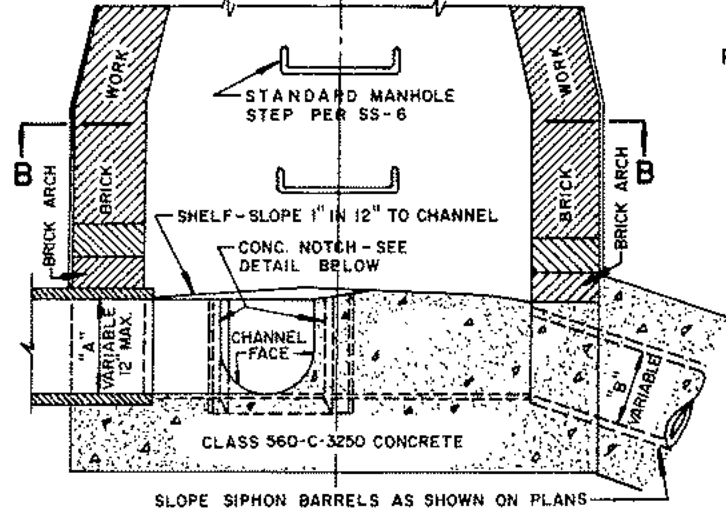 WORK
WORK
STANDARD MANHOLE
STEP PER SS-6
B
B
BRICK ARCH
BRICK
BRICK
BRICK ARCH
SHELF-SLOPE 1" IN 12" TO CHANNEL
CONC. NOTCH-SEE
DETAIL BELOW
"A"
VARIABLE
12" MAX.
CHANNEL
FACE
"B"
VARIABLE
CLASS 560-C-3250 CONCRETE
SLOPE SIPHON BARRELS AS SHOWN ON PLANS